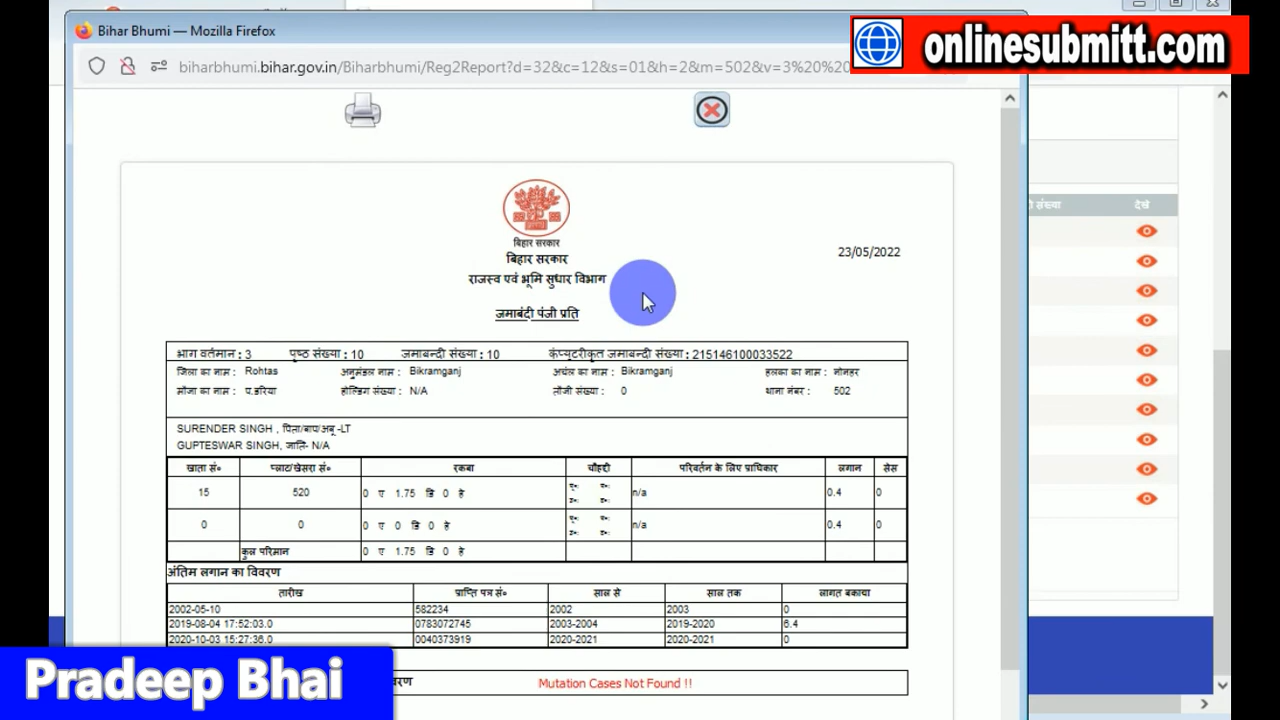 Bihar Bhumi — Mozilla Firefox
onlinesubmitt.com
biharbhumi.bihar.gov.in/Biharbhumi/Reg2Report?d=32&c=12&s=01&h=2&m=502&v=3%20%20
संख्या देखे
बिहार सरकार
बिहार सरकार
23/05/2022
राजस्व एवं भूमि सुधार विभाग
जमाबंदी पंजी प्रति
भाग वर्तमान : 3 पृष्ठ संख्या : 10 जमाबन्दी संख्या : 10 कंप्यूटरीकृत जमाबन्दी संख्या : 215146100033522
जिला का नाम : Rohtas अनुमंडल नाम : Bikramganj अंचल का नाम : Bikramganj हलका का नाम : नोनहर
मौजा का नाम : प.डरिया होल्डिंग संख्या : N/A तौंजी संख्या : 0 थाना नंबर : 502
SURENDER SINGH , पिता/बाप/अबू -LT
GUPTESWAR SINGH, जाति- N/A
खाता सं० प्लाट/खेसरा सं० रकबा चौहद्दी परिवर्तन के लिए प्राधिकार लगान सेस
15 520 0 ए 1.75 डि 0 हे n/a 0.4 0
0 0 0 ए 0 डि 0 हे n/a 0.4 0
कुल परिमान 0 ए 1.75 डि 0 हे
अंतिम लगान का विवरण
तारीख प्राप्ति पत्र सं० साल से साल तक लागत बकाया
2002-05-10 582234 2002 2003 0
2019-08-04 17:52:03.0 0783072745 2003-2004 2019-2020 6.4
2020-10-03 15:27:36.0 0040373919 2020-2021 2020-2021 0
Pradeep Bhai
Mutation Cases Not Found !!